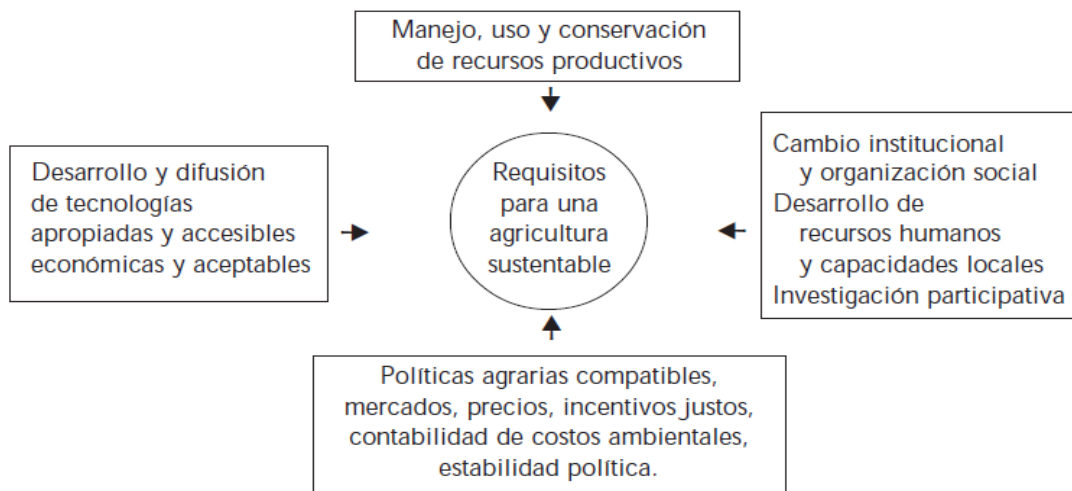 Manejo, uso y conservación
de recursos productivos
Desarrollo y difusión
de tecnologías
apropiadas y accesibles
económicas y aceptables
Requisitos
para una
agricultura
sustentable
Cambio institucional
y organización social
Desarrollo de
recursos humanos
y capacidades locales
Investigación participativa
Políticas agrarias compatibles,
mercados, precios, incentivos justos,
contabilidad de costos ambientales,
estabilidad política.